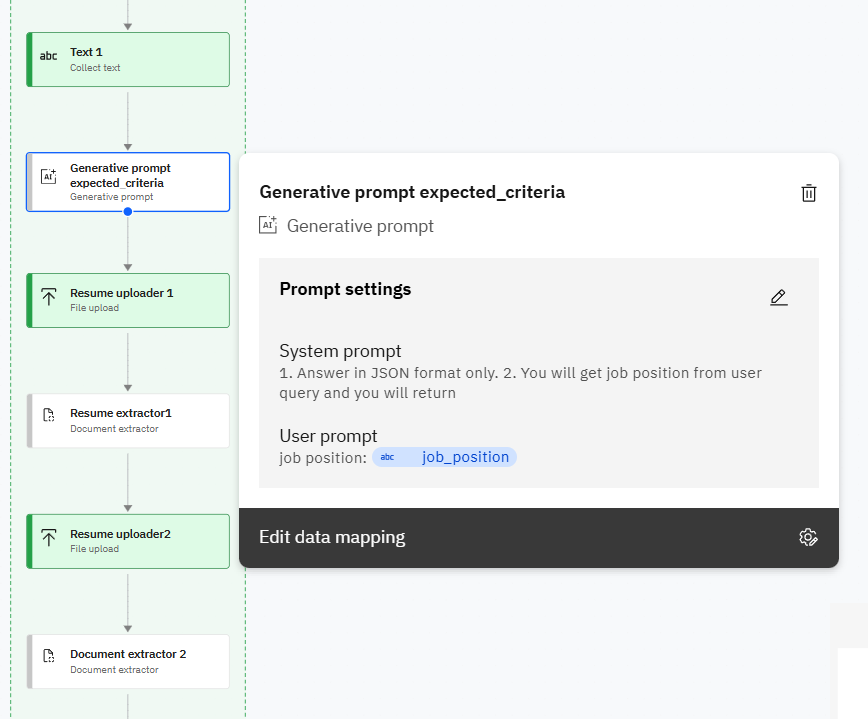 abc
Text 1
Collect text
Generative prompt
expected_criteria
Generative prompt
Resume uploader 1
File upload
Resume extractor1
Document extractor
Resume uploader2
File upload
Document extractor 2
Document extractor
Generative prompt expected_criteria
Generative prompt
Prompt settings
System prompt
1. Answer in JSON format only. 2. You will get job position from user
query and you will return
User prompt
job position: abc job_position
Edit data mapping